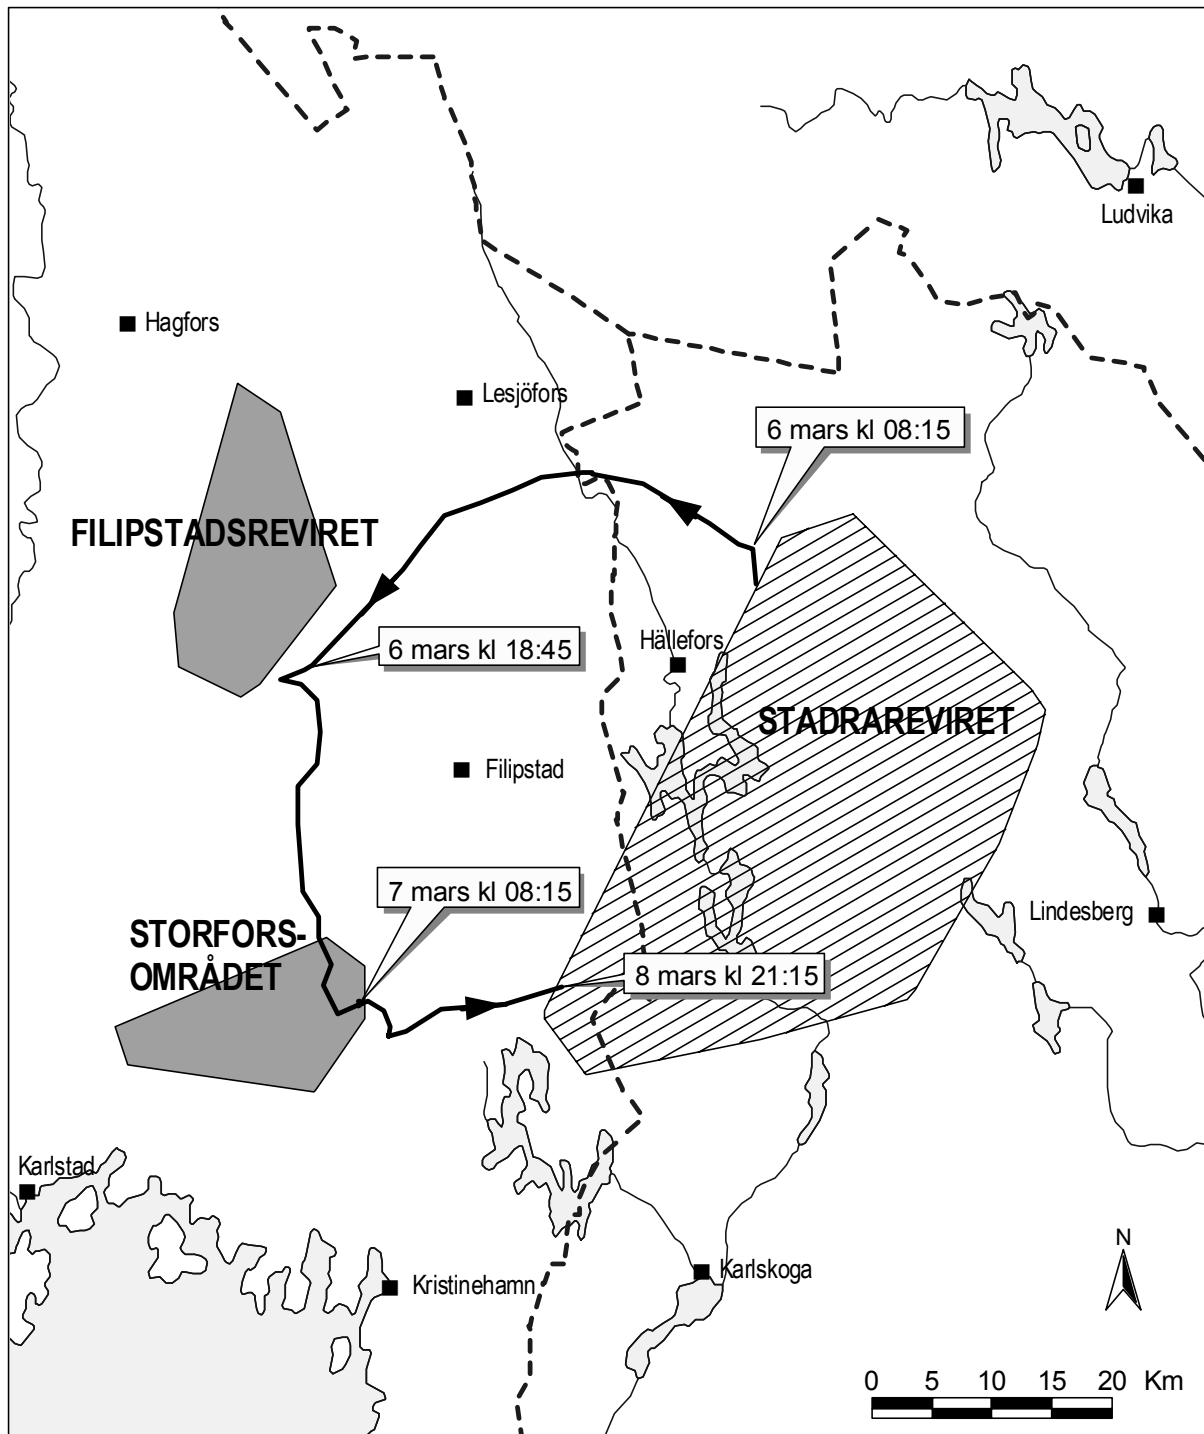 Ludvika
Hagfors
Lesjöfors
6 mars kl 08:15
FILIPSTADSREVIRET
6 mars kl 18:45
Hällefors
STADRAREVIRET
Filipstad
7 mars kl 08:15
Lindesberg
STORFORS-
OMRÅDET
8 mars kl 21:15
Karlstad
N
Karlskoga
Kristinehamn
0 5 10 15 20 Km